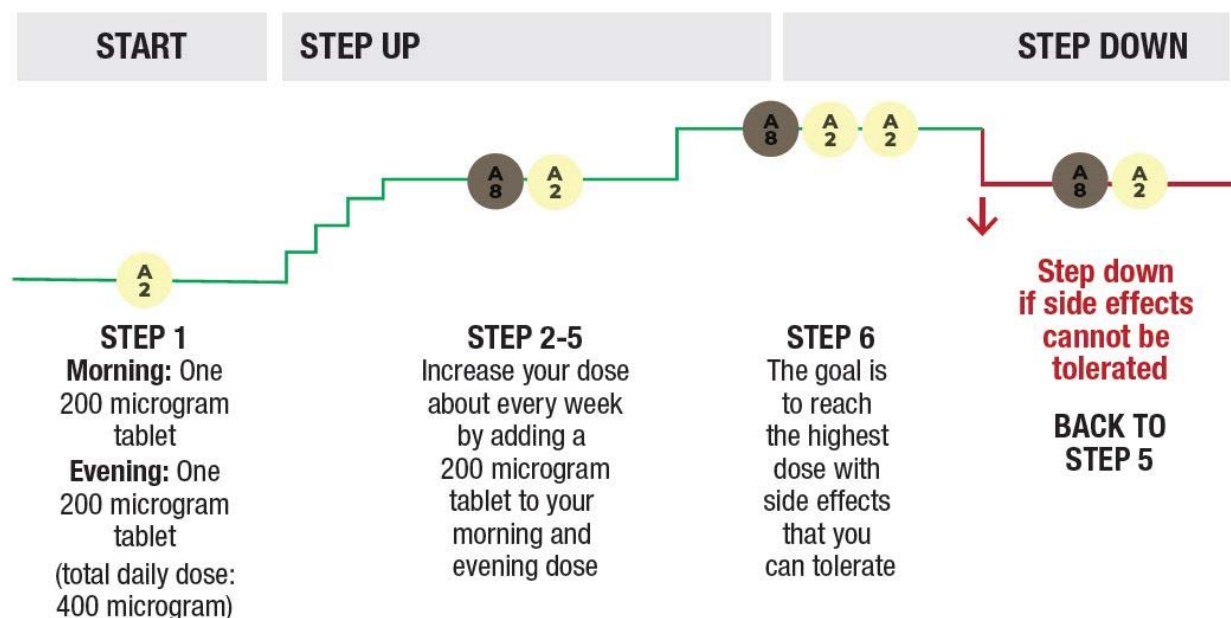 START
STEP UP
STEP DOWN
A
2
STEP 1
Morning: One
200 microgram
tablet
Evening: One
200 microgram
tablet
(total daily dose:
400 microgram)
A
8
A
2
STEP 2-5
Increase your dose
about every week
by adding a
200 microgram
tablet to your
morning and
evening dose
A
8
A
2
A
2
STEP 6
The goal is
to reach
the highest
dose with
side effects
that you
can tolerate
A
8
A
2
Step down
if side effects
cannot be
tolerated
BACK TO
STEP 5